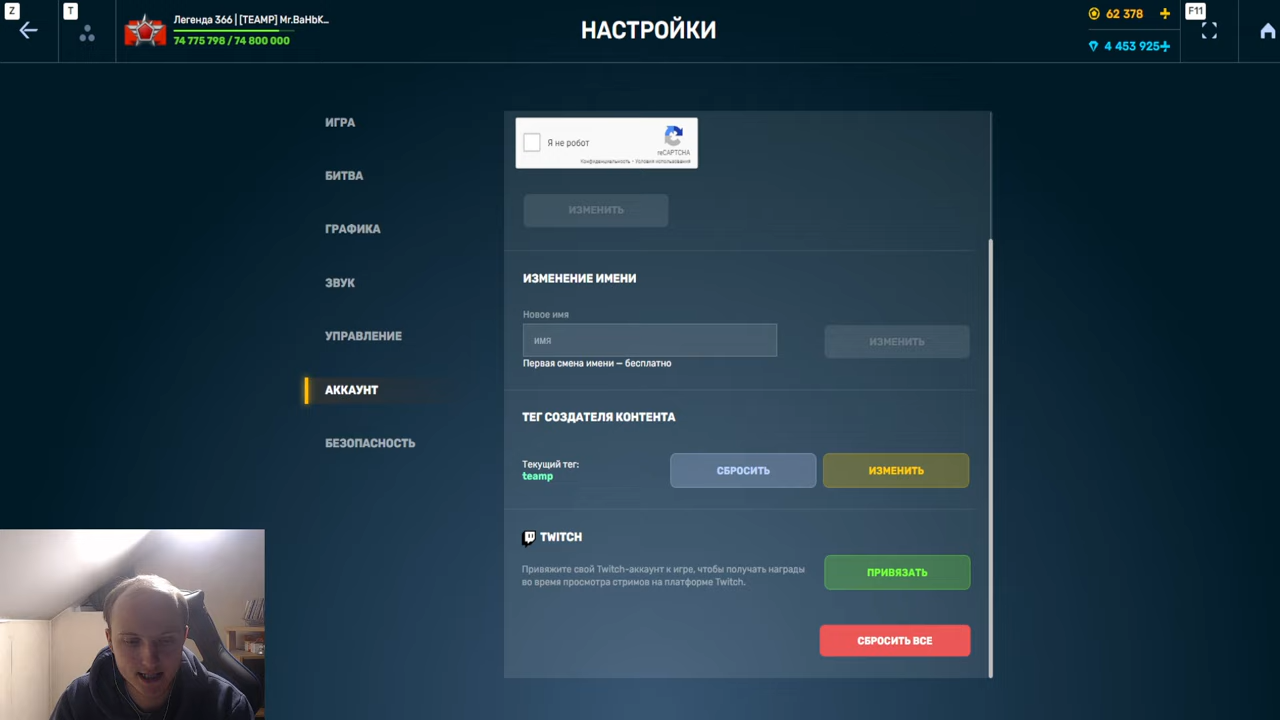 Z
T
Легенда 366 | [TEAMP] Mr.BaHbK...
74 775 798 / 74 800 000
НАСТРОЙКИ
62 378
4 453 925
F11
ИГРА
БИТВА
ГРАФИКА
ЗВУК
УПРАВЛЕНИЕ
АККАУНТ
БЕЗОПАСНОСТЬ
Я не робот
reCAPTCHA
Конфиденциальность • Условия использования
ИЗМЕНИТЬ
ИЗМЕНЕНИЕ ИМЕНИ
Новое имя
имя
ИЗМЕНИТЬ
Первая смена имени — бесплатно
ТЕГ СОЗДАТЕЛЯ КОНТЕНТА
Текущий тег:
teamp
СБРОСИТЬ
ИЗМЕНИТЬ
TWITCH
Привяжите свой Twitch-аккаунт к игре, чтобы получать награды
во время просмотра стримов на платформе Twitch.
ПРИВЯЗАТЬ
СБРОСИТЬ ВСЕ